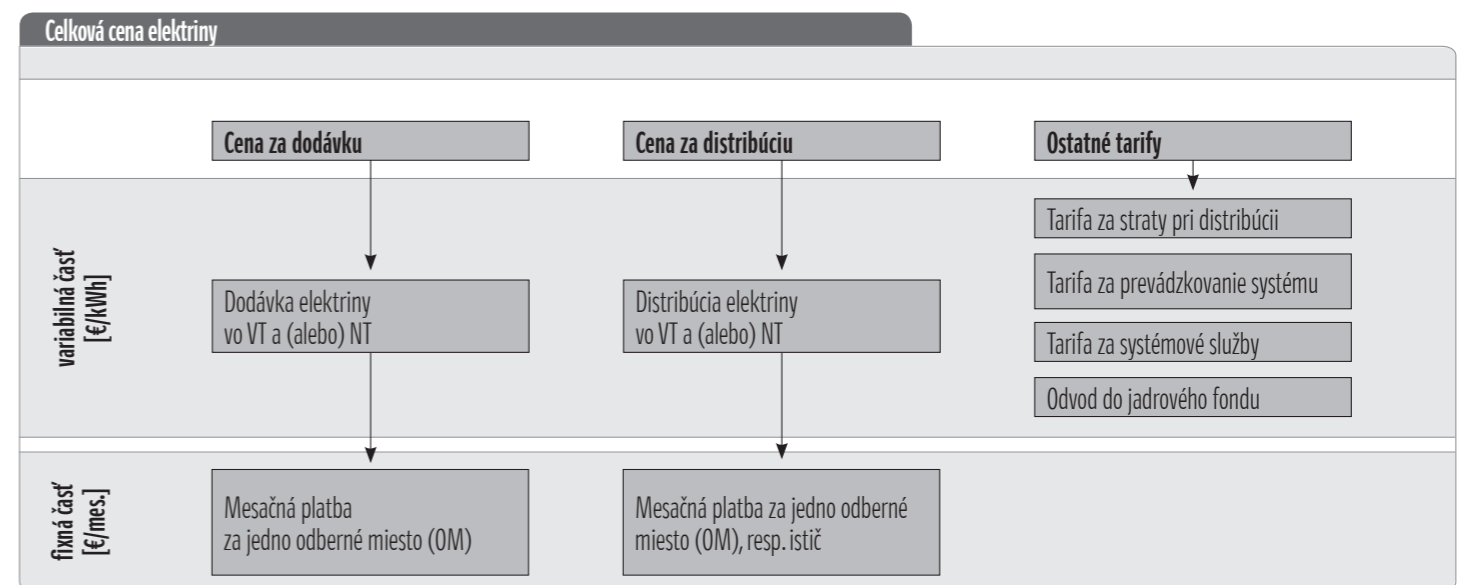 Celková cena elektriny
Cena za dodávku
Cena za distribúciu
Ostatné tarify
variabilná časť
[€/kWh]
Dodávka elektriny
vo VT a (alebo) NT
Distribúcia elektriny
vo VT a (alebo) NT
Tarifa za straty pri distribúcii
Tarifa za prevádzkovanie systému
Tarifa za systémové služby
Odvod do jadrového fondu
fixná časť
[€/mes.]
Mesačná platba
za jedno odberné miesto (OM)
Mesačná platba za jedno odberné
miesto (OM), resp. istič